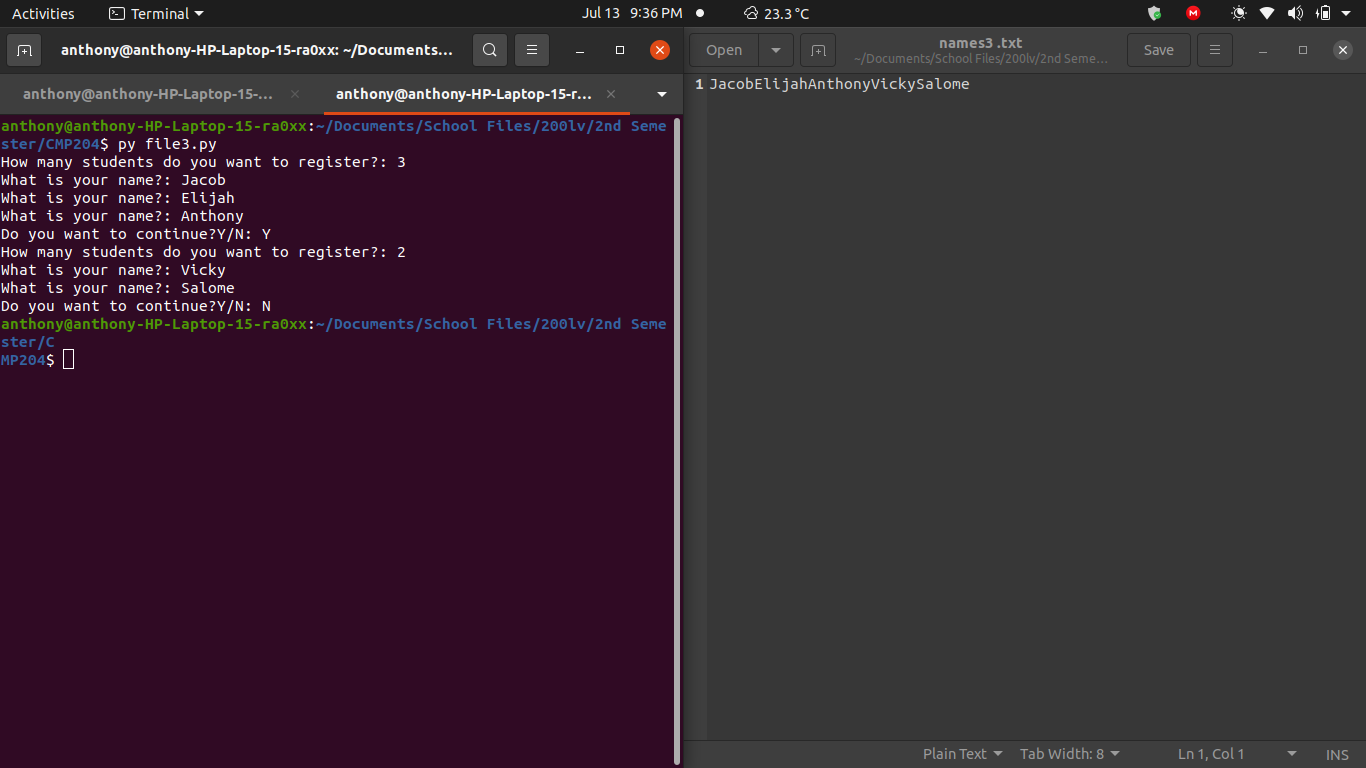 Activities Terminal Jul 13 9:36 PM 23.3 °C
anthony@anthony-HP-Laptop-15-ra0xx: ~/Documents...
anthony@anthony-HP-Laptop-15-... anthony@anthony-HP-Laptop-15-r...
anthony@anthony-HP-Laptop-15-ra0xx:~/Documents/School Files/200lv/2nd Seme
ster/CMP204$ py file3.py
How many students do you want to register?: 3
What is your name?: Jacob
What is your name?: Elijah
What is your name?: Anthony
Do you want to continue?Y/N: Y
How many students do you want to register?: 2
What is your name?: Vicky
What is your name?: Salome
Do you want to continue?Y/N: N
anthony@anthony-HP-Laptop-15-ra0xx:~/Documents/School Files/200lv/2nd Seme
ster/C
MP204$
Open names3 .txt Save
~/Documents/School Files/200lv/2nd Seme...
1 JacobElijahAnthonyVickySalome
Plain Text Tab Width: 8 Ln 1, Col 1 INS